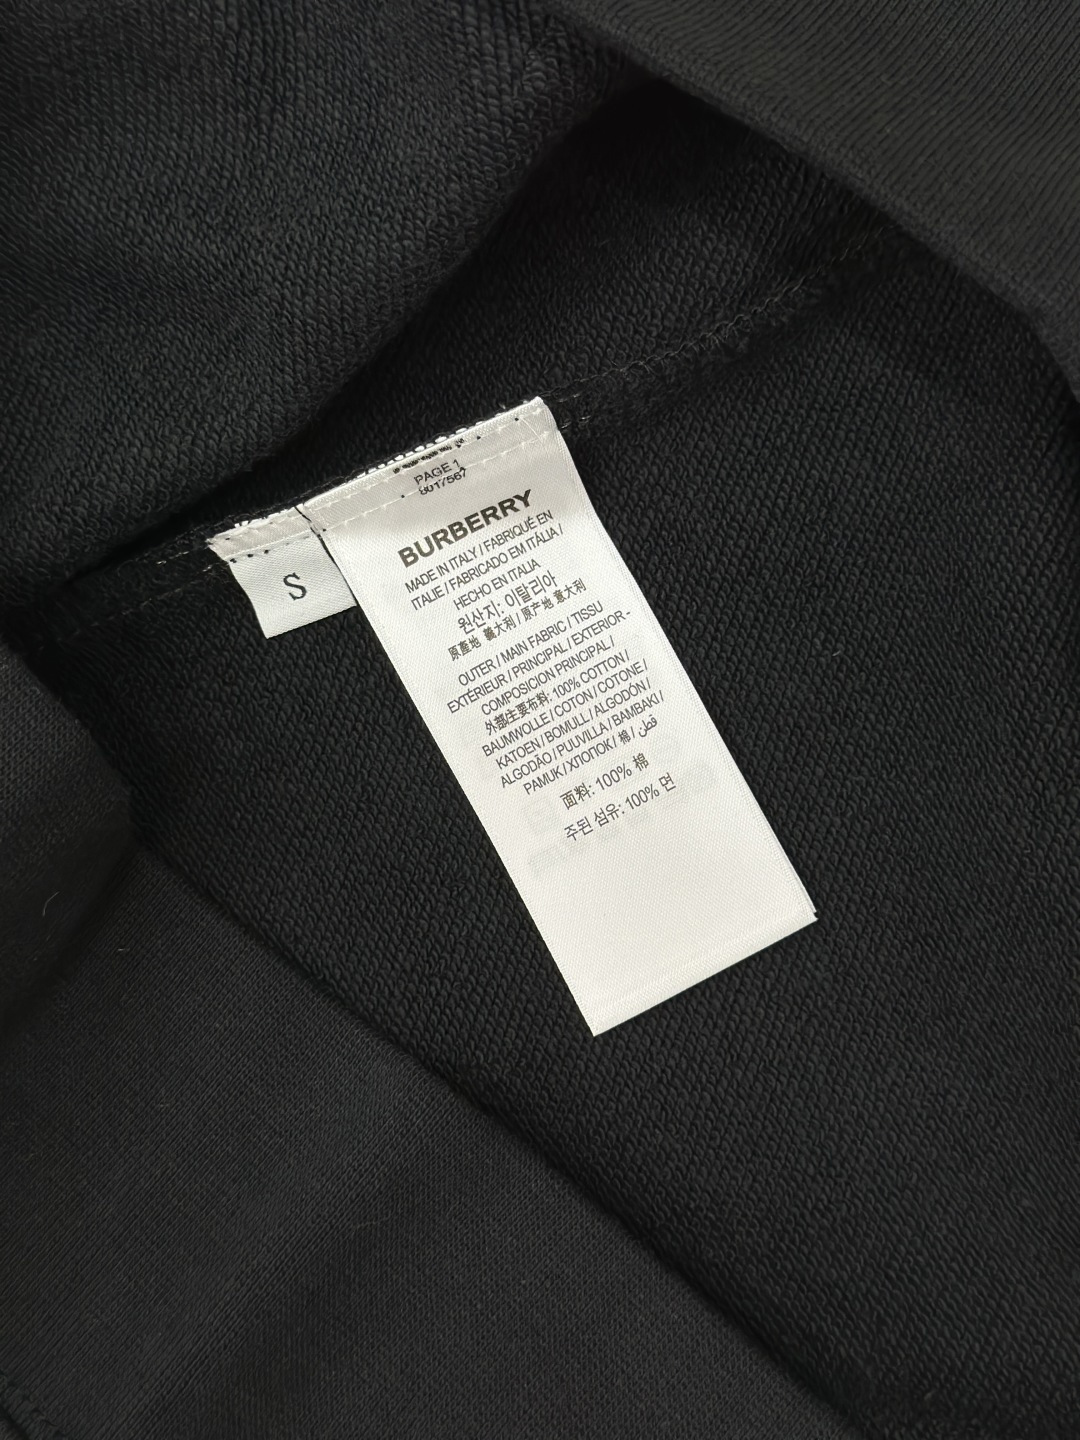 PAGE 1
8017567
BURBERRY
MADE IN ITALY / FABRIQUÉ EN
ITALIE / FABRICADO EM ITÁLIA /
HECHO EN ITALIA
원산지: 이탈리아
原產地 義大利 / 原产地 意大利
OUTER / MAIN FABRIC / TISSU
EXTÉRIEUR / PRINCIPAL / EXTERIOR -
COMPOSICION PRINCIPAL /
外部主要布料: 100% COTTON /
BAUMWOLLE / COTON / COTONE /
KATOEN / BOMULL / ALGODÓN /
ALGODÃO / PUUVILLA / BAMBAKI /
PAMUK / ХЛОПОК / 棉 / قطن
面料: 100% 棉
주된 섬유: 100% 면
S